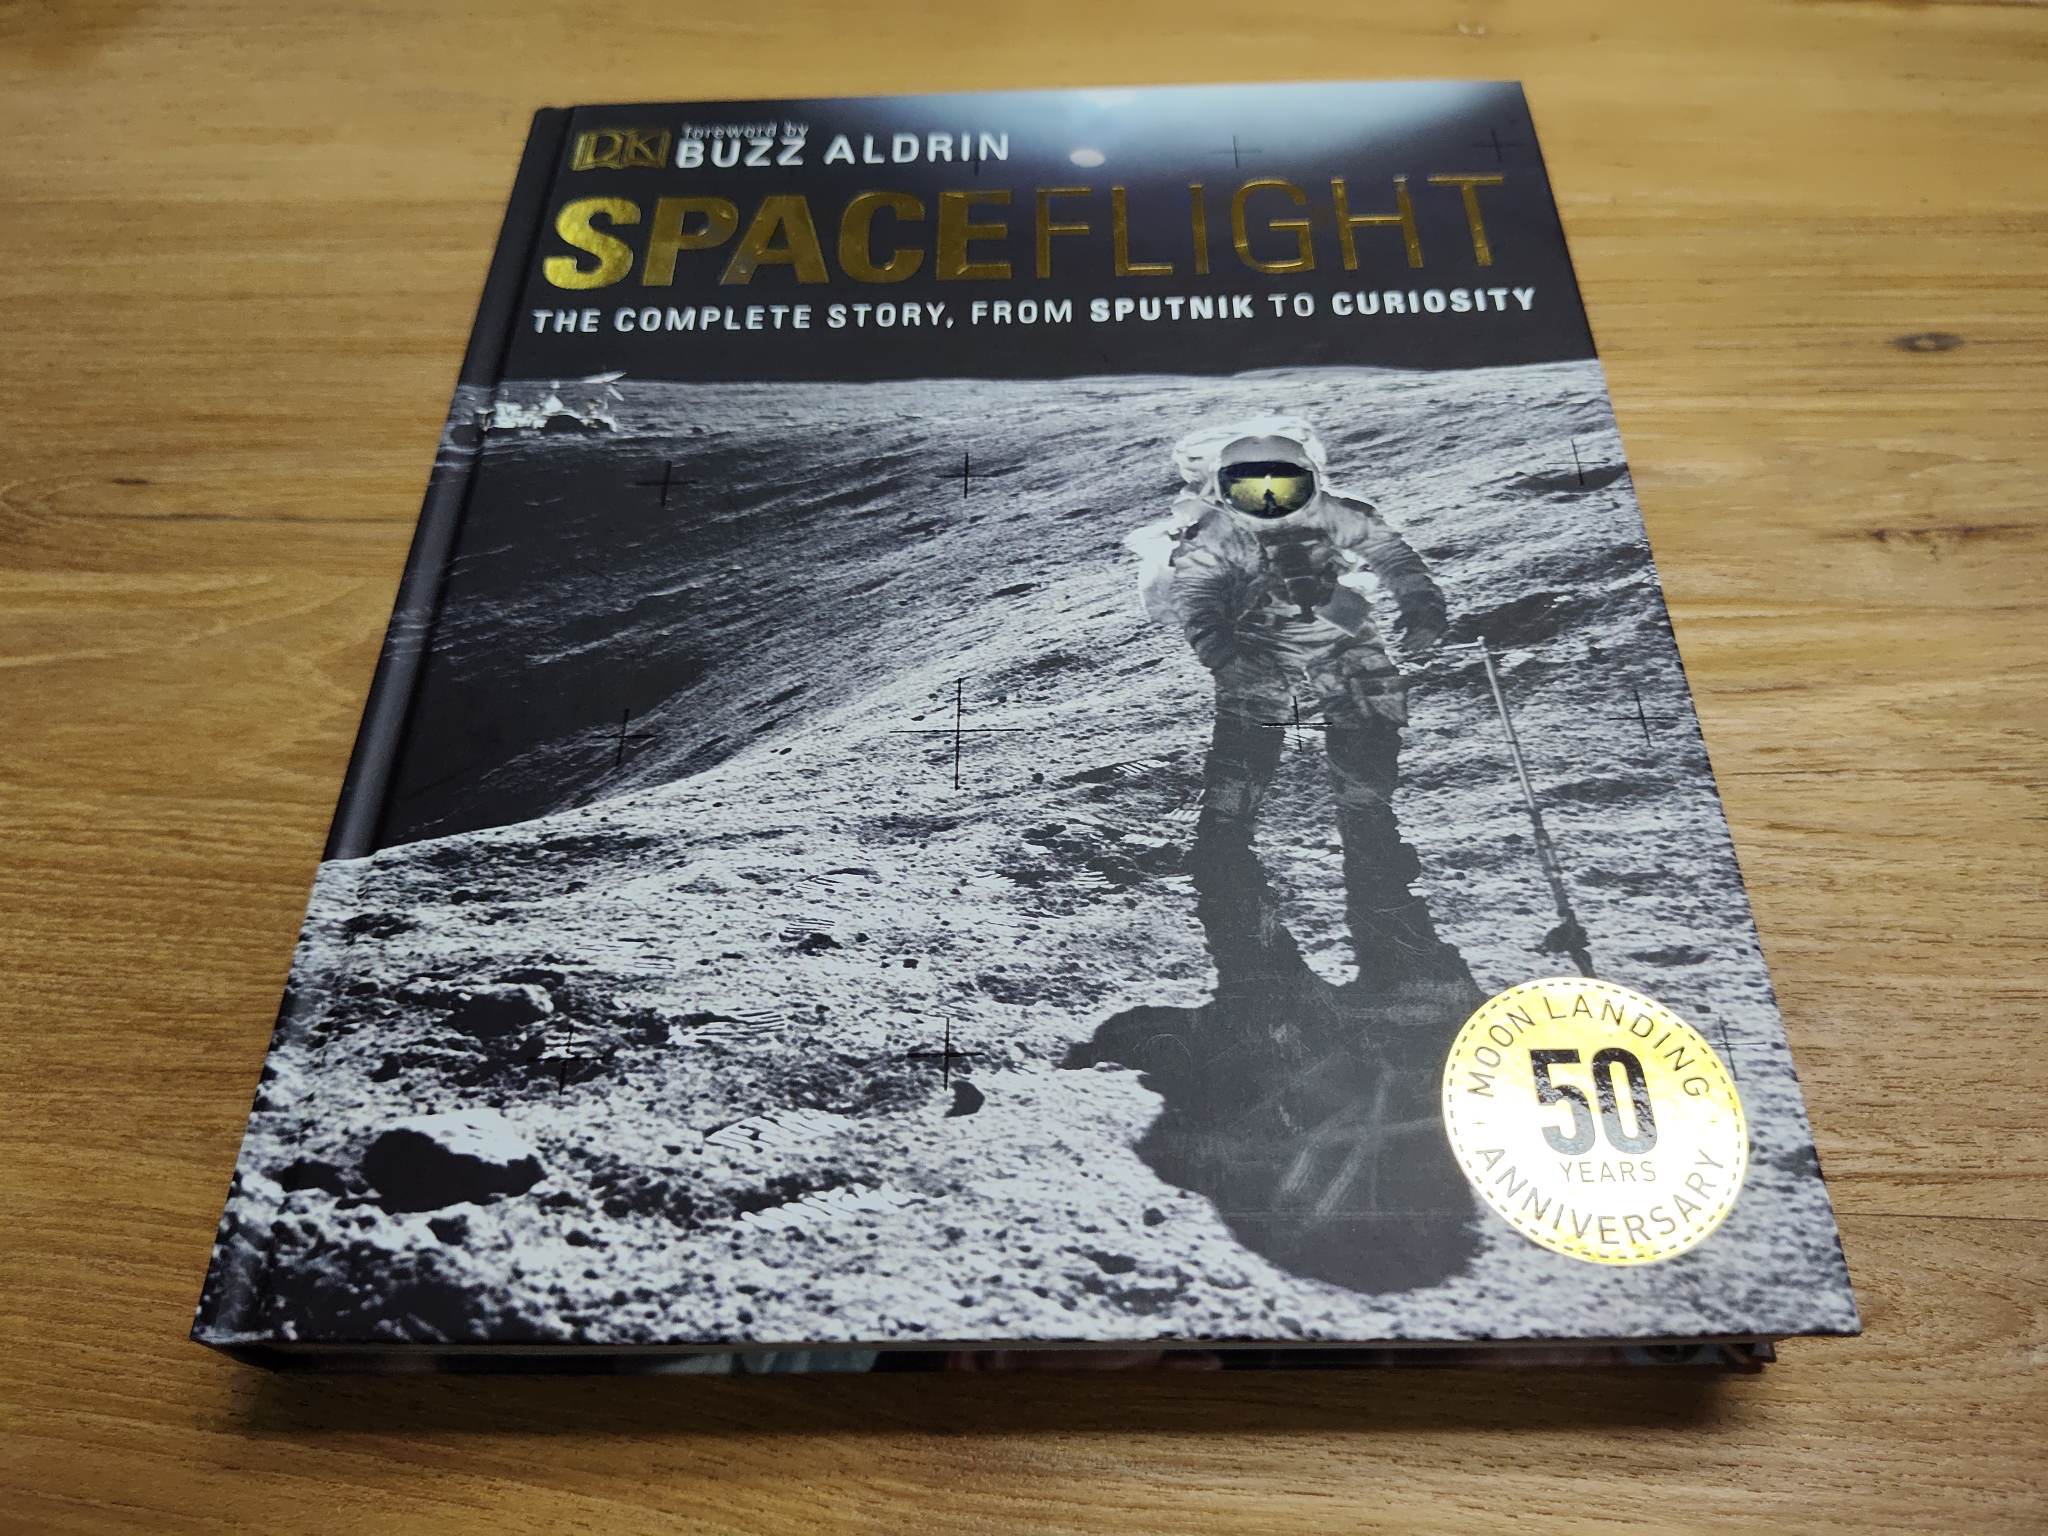 DK
foreword by
BUZZ ALDRIN
SPACEFLIGHT
THE COMPLETE STORY, FROM SPUTNIK TO CURIOSITY
MOON LANDING
50
YEARS
ANNIVERSARY